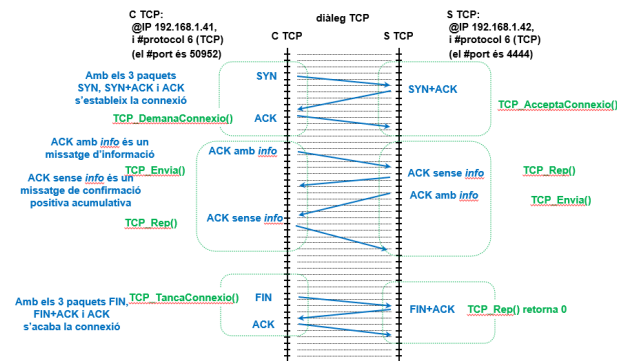 C TCP:
@IP 192.168.1.41,
i #protocol 6 (TCP)
(el #port és 50952)
diàleg TCP
S TCP:
@IP 192.168.1.42,
i #protocol 6 (TCP)
(el #port és 4444)
C TCP
S TCP
Amb els 3 paquets
SYN, SYN+ACK i ACK
s'estableix la connexió
SYN
SYN+ACK
TCP_AcceptaConnexio()
TCP_DemanaConnexio()
ACK
ACK amb info és un
missatge d'informació
ACK amb info
TCP_Envia()
ACK sense info
TCP_Rep()
ACK sense info és un
missatge de confirmació
positiva acumulativa
ACK amb info
TCP_Envia()
TCP_Rep()
ACK sense info
Amb els 3 paquets FIN,
FIN+ACK i ACK
s'acaba la connexió
TCP_TancaConnexio()
FIN
FIN+ACK
TCP_Rep() retorna 0
ACK